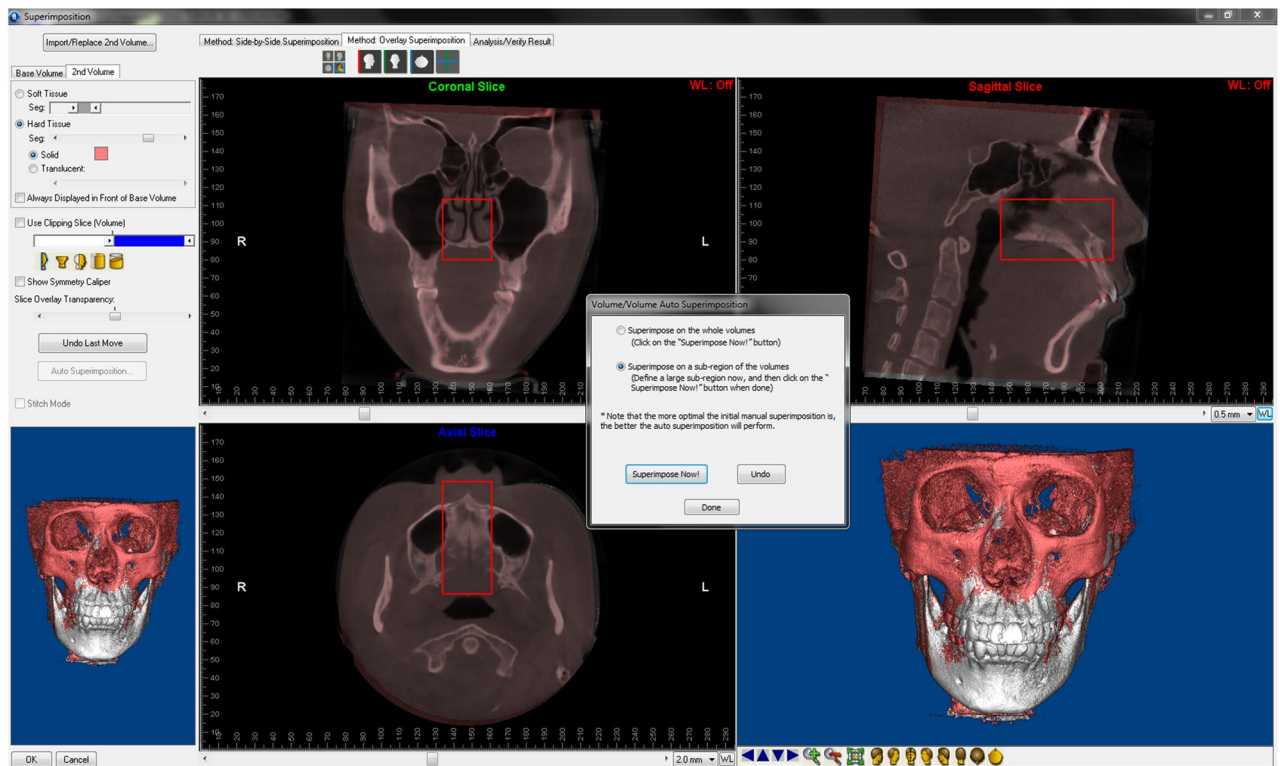 Superimposition
Import/Replace 2nd Volume...
Method: Side-by-Side Superimposition
Method: Overlay Superimposition
Analysis/Verify Result
Base Volume
2nd Volume
Soft Tissue
Seg:
Hard Tissue
Seg:
Solid
Translucent:
Always Displayed in Front of Base Volume
Use Clipping Slice (Volume)
Show Symmetry Caliper
Slice Overlay Transparency:
Undo Last Move
Auto Superimposition...
Stitch Mode
Coronal Slice
WL: Off
R
L
Sagittal Slice
WL: Off
Volume/Volume Auto Superimposition
Superimpose on the whole volumes
(Click on the "Superimpose Now!" button)
Superimpose on a sub-region of the volumes
(Define a large sub-region now, and then click on the "
Superimpose Now!" button when done)
* Note that the more optimal the initial manual superimposition is,
the better the auto superimposition will perform.
Superimpose Now!
Undo
Done
0.5 mm
WL
Axial Slice
R
L
2.0 mm
WL
OK
Cancel